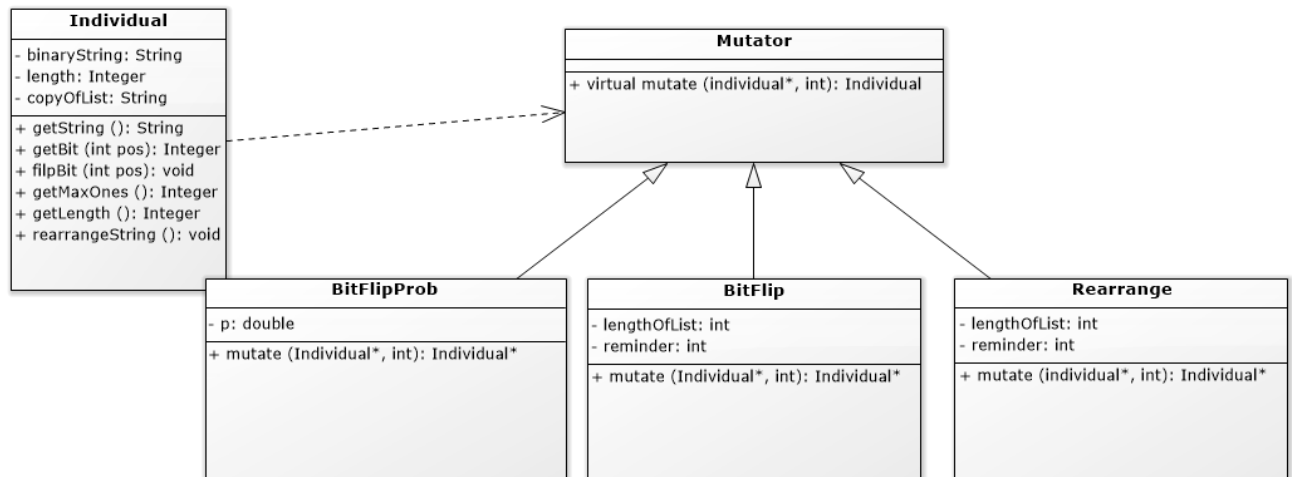 Individual
- binaryString: String
- length: Integer
- copyOfList: String
+ getString (): String
+ getBit (int pos): Integer
+ filpBit (int pos): void
+ getMaxOnes (): Integer
+ getLength (): Integer
+ rearrangeString (): void
Mutator
+ virtual mutate (individual*, int): Individual
BitFlipProb
- p: double
+ mutate (Individual*, int): Individual*
BitFlip
- lengthOfList: int
- reminder: int
+ mutate (Individual*, int): Individual*
Rearrange
- lengthOfList: int
- reminder: int
+ mutate (individual*, int): Individual*